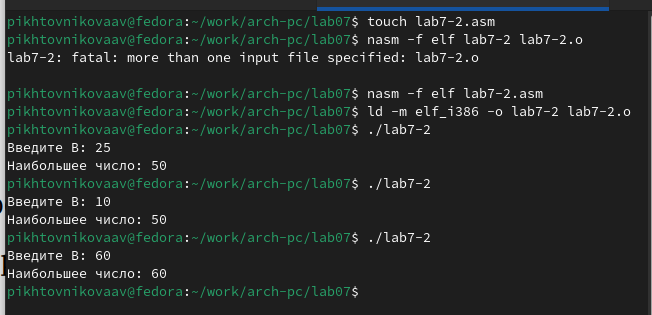 pikhtovnikovaav@fedora:~/work/arch-pc/lab07$ touch lab7-2.asm
pikhtovnikovaav@fedora:~/work/arch-pc/lab07$ nasm -f elf lab7-2 lab7-2.o
lab7-2: fatal: more than one input file specified: lab7-2.o
pikhtovnikovaav@fedora:~/work/arch-pc/lab07$ nasm -f elf lab7-2.asm
pikhtovnikovaav@fedora:~/work/arch-pc/lab07$ ld -m elf_i386 -o lab7-2 lab7-2.o
pikhtovnikovaav@fedora:~/work/arch-pc/lab07$ ./lab7-2
Введите В: 25
Наибольшее число: 50
pikhtovnikovaav@fedora:~/work/arch-pc/lab07$ ./lab7-2
Введите В: 10
Наибольшее число: 50
pikhtovnikovaav@fedora:~/work/arch-pc/lab07$ ./lab7-2
Введите В: 60
Наибольшее число: 60
pikhtovnikovaav@fedora:~/work/arch-pc/lab07$